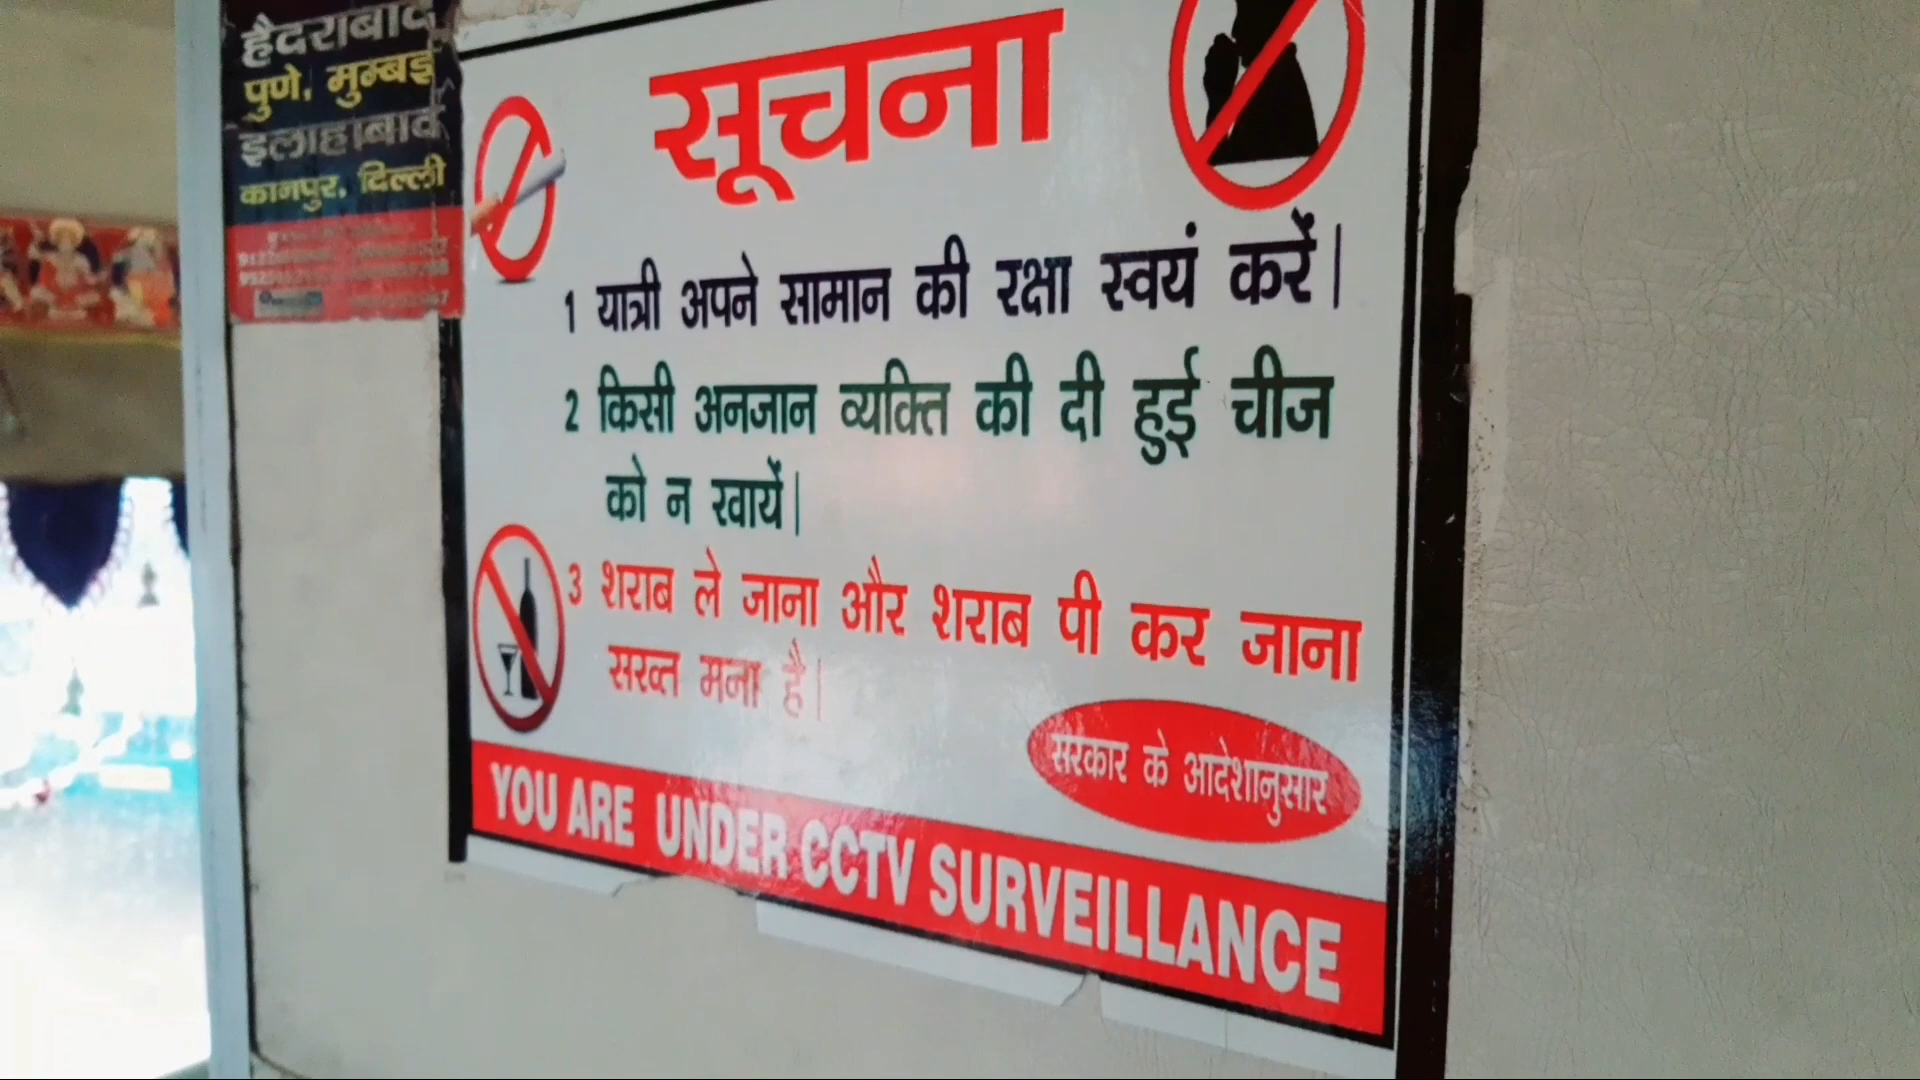 हैदराबाद
पुणे, मुम्बई
इलाहाबाद
कानपुर, दिल्ली
सूचना
1 यात्री अपने सामान की रक्षा स्वयं करें।
2 किसी अनजान व्यक्ति की दी हुई चीज
को न खायें।
3 शराब ले जाना और शराब पी कर जाना
सख्त मना है।
सरकार के आदेशानुसार
YOU ARE UNDER CCTV SURVEILLANCE